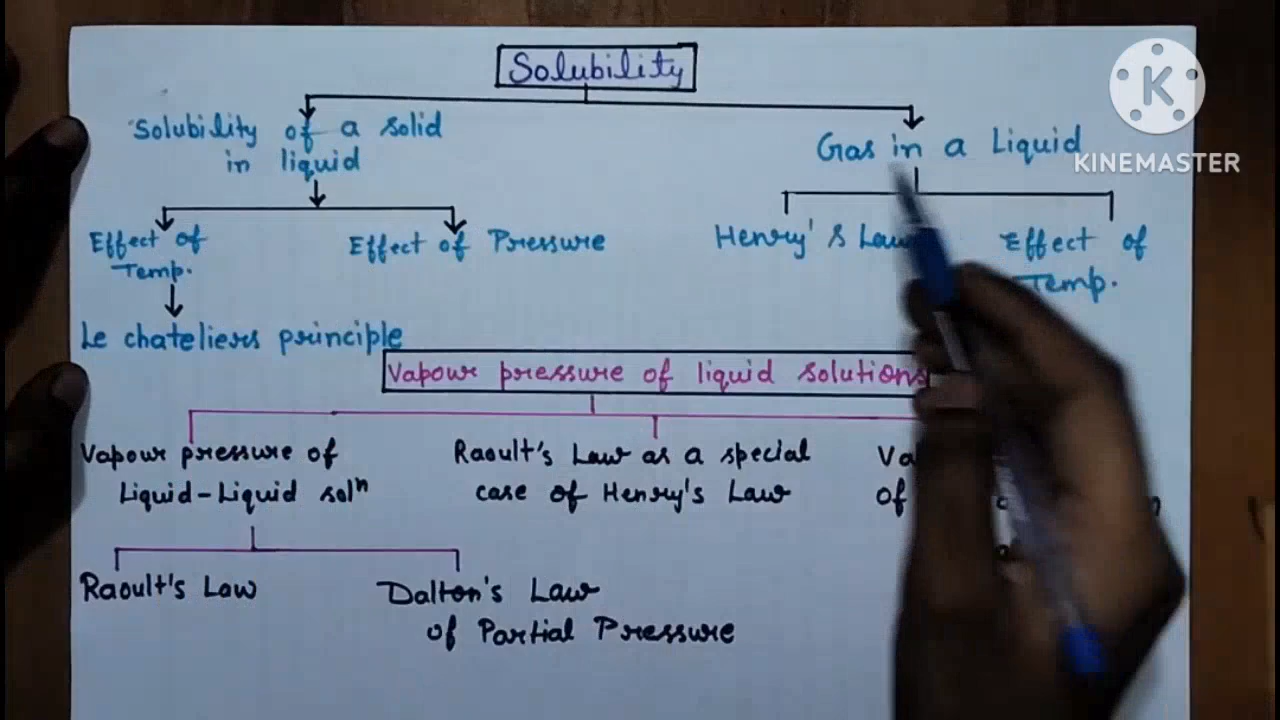 Solubility
Solubility of a solid
in liquid
Gas in a Liquid
KINEMASTER
Effect of
Temp.
Effect of Pressure
Henry's Law
Effect of
Temp.
Le chateliers principle
Vapour pressure of liquid solutions
Vapour pressure of
Liquid-Liquid solⁿ
Raoult's Law as a special
case of Henry's Law
of
Raoult's Law
Dalton's Law
of Partial Pressure